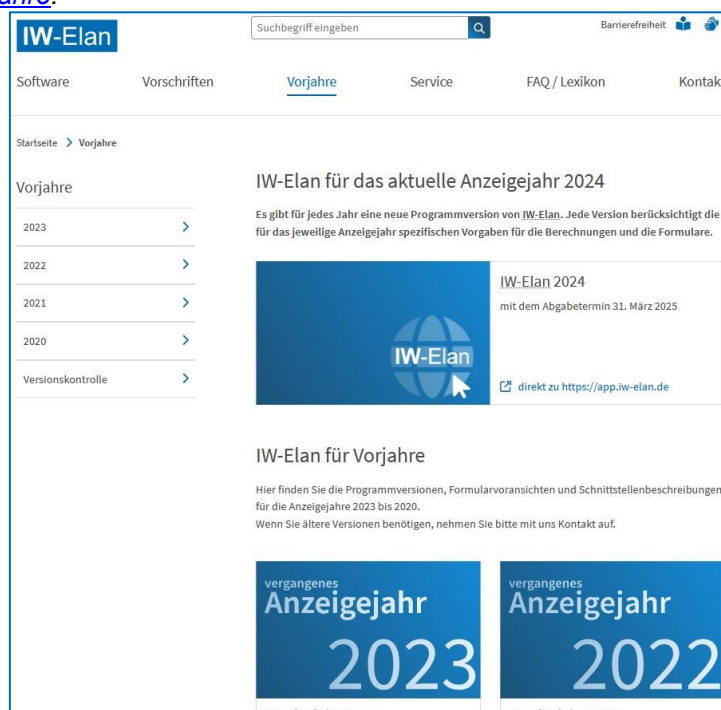 IW-Elan
Suchbegriff eingeben
Barrierefreiheit
Software Vorschriften Vorjahre Service FAQ / Lexikon Kontak
Startseite > Vorjahre
Vorjahre
2023
2022
2021
2020
Versionskontrolle
IW-Elan für das aktuelle Anzeigejahr 2024
Es gibt für jedes Jahr eine neue Programmversion von IW-Elan. Jede Version berücksichtigt die
für das jeweilige Anzeigejahr spezifischen Vorgaben für die Berechnungen und die Formulare.
IW-Elan
IW-Elan 2024
mit dem Abgabetermin 31. März 2025
direkt zu https://app.iw-elan.de
IW-Elan für Vorjahre
Hier finden Sie die Programmversionen, Formularvoransichten und Schnittstellenbeschreibungen
für die Anzeigejahre 2023 bis 2020.
Wenn Sie ältere Versionen benötigen, nehmen Sie bitte mit uns Kontakt auf.
vergangenes
Anzeigejahr
2023
vergangenes
Anzeigejahr
2022